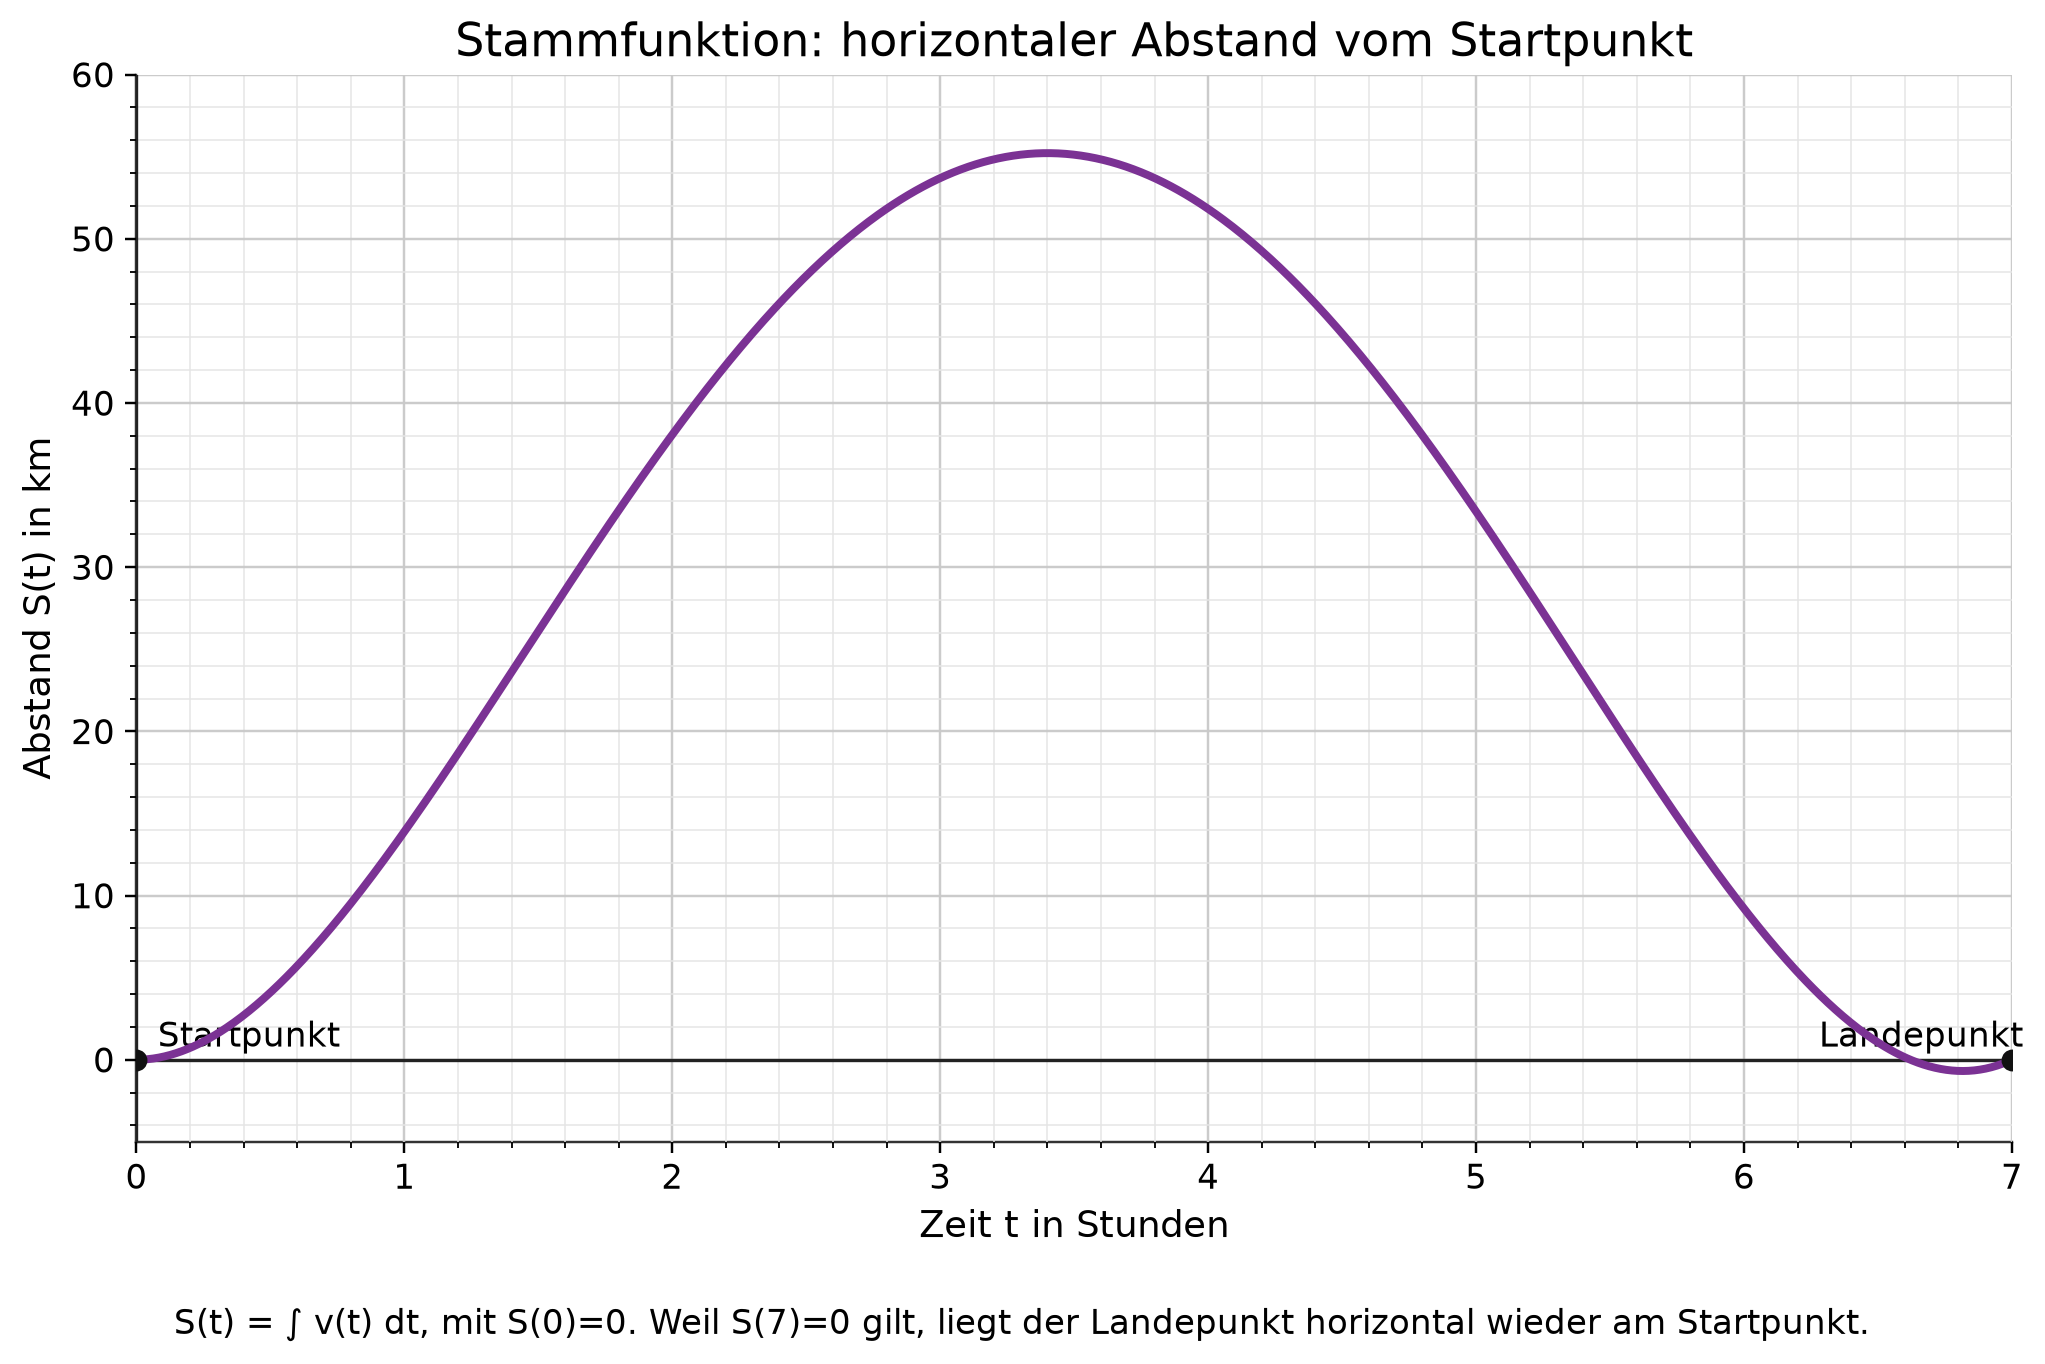 Stammfunktion: horizontaler Abstand vom Startpunkt
60
50
40
30
20
10
0
Abstand S(t) in km
Startpunkt
Landepunkt
0 1 2 3 4 5 6 7
Zeit t in Stunden
S(t) = ∫ v(t) dt, mit S(0)=0. Weil S(7)=0 gilt, liegt der Landepunkt horizontal wieder am Startpunkt.